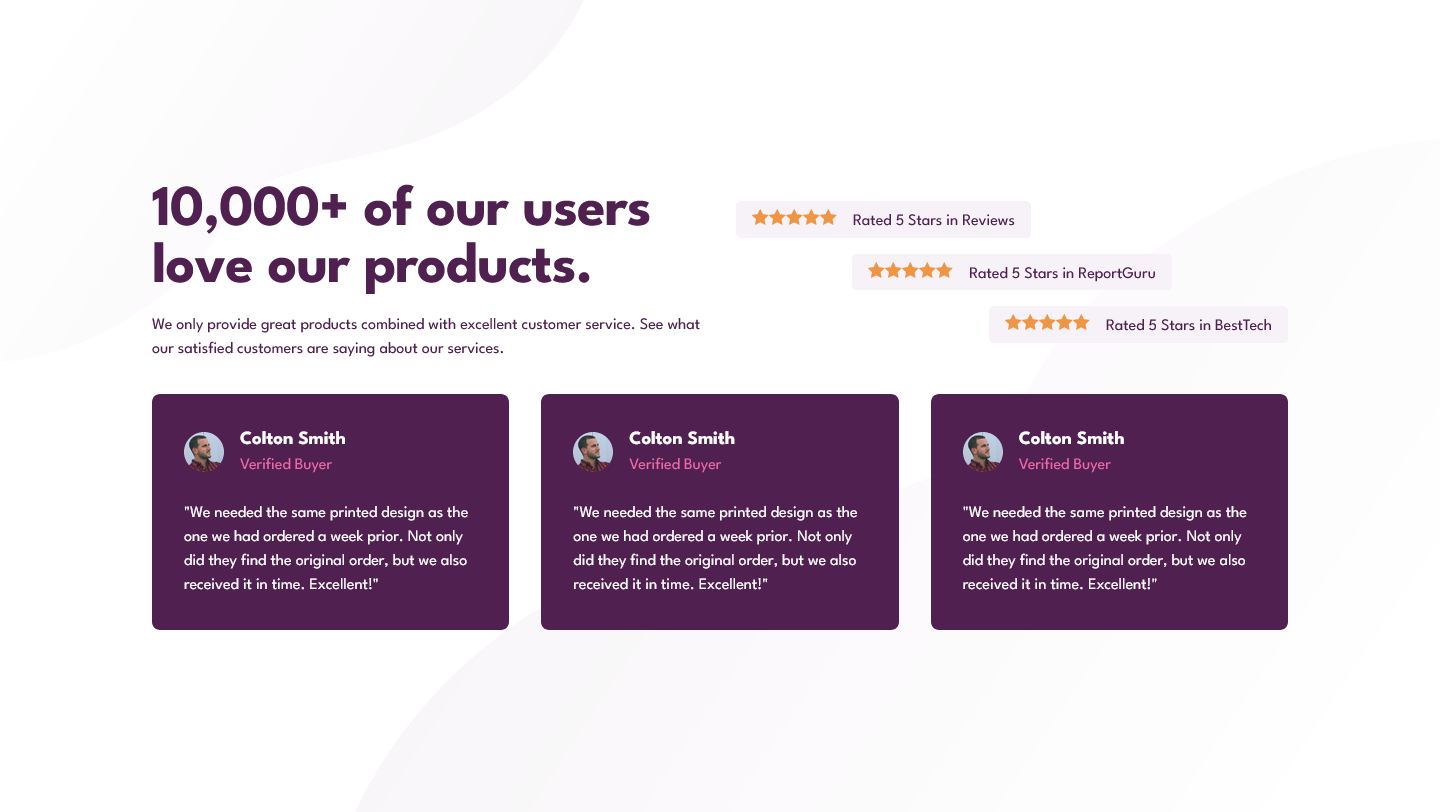 10,000+ of our users
love our products.
We only provide great products combined with excellent customer service. See what
our satisfied customers are saying about our services.
Rated 5 Stars in Reviews
Rated 5 Stars in ReportGuru
Rated 5 Stars in BestTech
Colton Smith
Verified Buyer
"We needed the same printed design as the
one we had ordered a week prior. Not only
did they find the original order, but we also
received it in time. Excellent!"
Colton Smith
Verified Buyer
"We needed the same printed design as the
one we had ordered a week prior. Not only
did they find the original order, but we also
received it in time. Excellent!"
Colton Smith
Verified Buyer
"We needed the same printed design as the
one we had ordered a week prior. Not only
did they find the original order, but we also
received it in time. Excellent!"